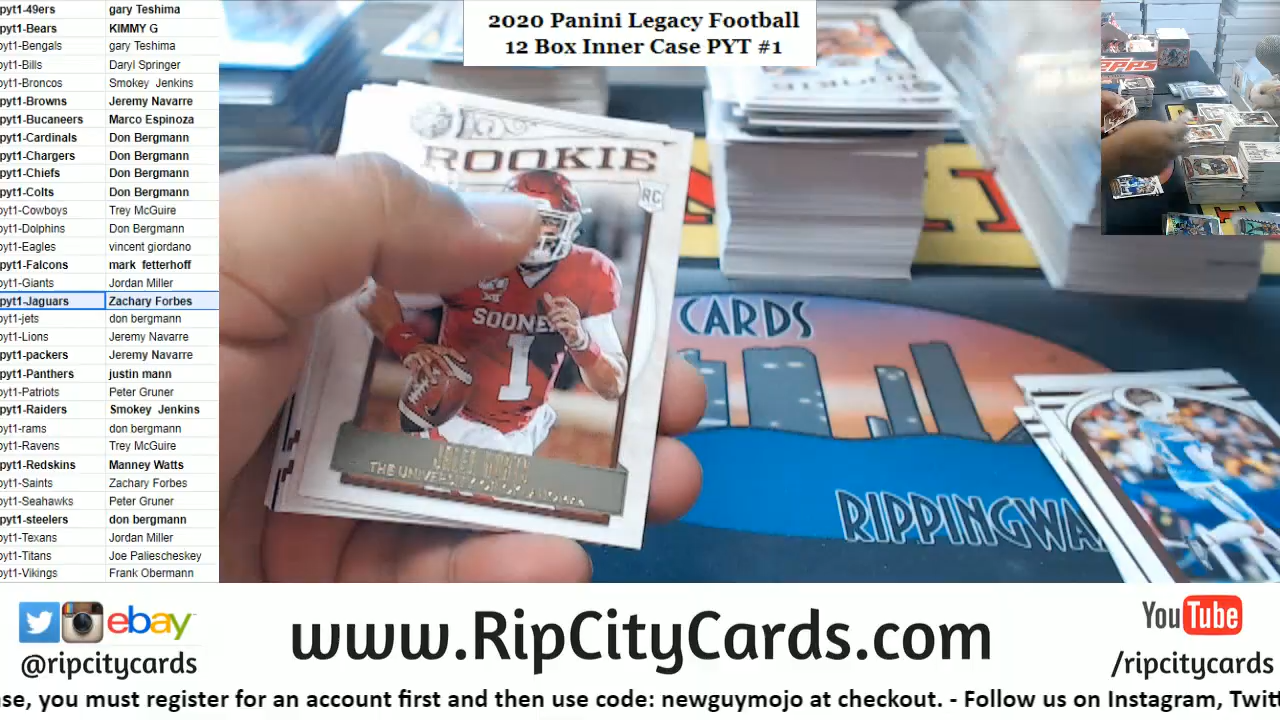 2020 Panini Legacy Football
12 Box Inner Case PYT #1
pyt1-49ers gary Teshima
pyt1-Bears KIMMY G
pyt1-Bengals gary Teshima
pyt1-Bills Daryl Springer
pyt1-Broncos Smokey Jenkins
pyt1-Browns Jeremy Navarre
pyt1-Bucaneers Marco Espinoza
pyt1-Cardinals Don Bergmann
pyt1-Chargers Don Bergmann
pyt1-Chiefs Don Bergmann
pyt1-Colts Don Bergmann
pyt1-Cowboys Trey McGuire
pyt1-Dolphins Don Bergmann
pyt1-Eagles vincent giordano
pyt1-Falcons mark fetterhoff
pyt1-Giants Jordan Miller
pyt1-Jaguars Zachary Forbes
pyt1-jets don bergmann
pyt1-Lions Jeremy Navarre
pyt1-packers Jeremy Navarre
pyt1-Panthers justin mann
pyt1-Patriots Peter Gruner
pyt1-Raiders Smokey Jenkins
pyt1-rams don bergmann
pyt1-Ravens Trey McGuire
pyt1-Redskins Manney Watts
pyt1-Saints Zachary Forbes
pyt1-Seahawks Peter Gruner
pyt1-steelers don bergmann
pyt1-Texans Jordan Miller
pyt1-Titans Joe Paliescheskey
pyt1-Vikings Frank Obermann
ROOKIE
RC
SOONE
1
CARDS
RIPPINGWA
ebay
@ripcitycards
www.RipCityCards.com
YouTube
/ripcitycards
se, you must register for an account first and then use code: newguymojo at checkout. - Follow us on Instagram, Twit